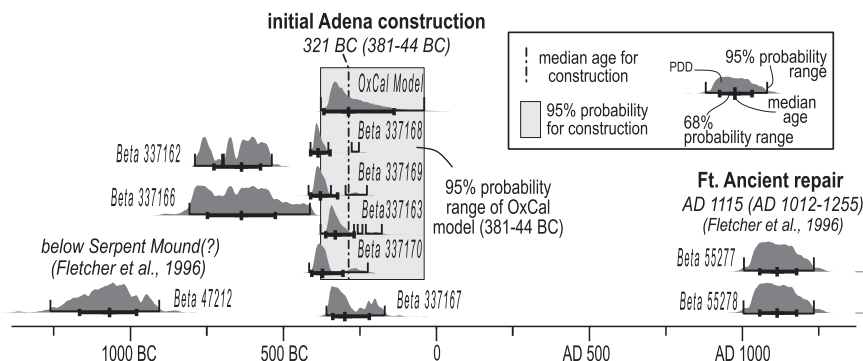 initial Adena construction
321 BC (381-44 BC)
OxCal Model
Beta 337168
Beta 337162
Beta 337169
Beta 337166
Beta337163
Beta 337170
95% probability
range of OxCal
model (381-44 BC)
below Serpent Mound(?)
(Fletcher et al., 1996)
Beta 47212
Beta 337167
median age for
construction
95% probability
for construction
PDD
95% probability
range
median
age
68%
probability range
Ft. Ancient repair
AD 1115 (AD 1012-1255)
(Fletcher et al., 1996)
Beta 55277
Beta 55278
1000 BC
500 BC
0
AD 500
AD 1000